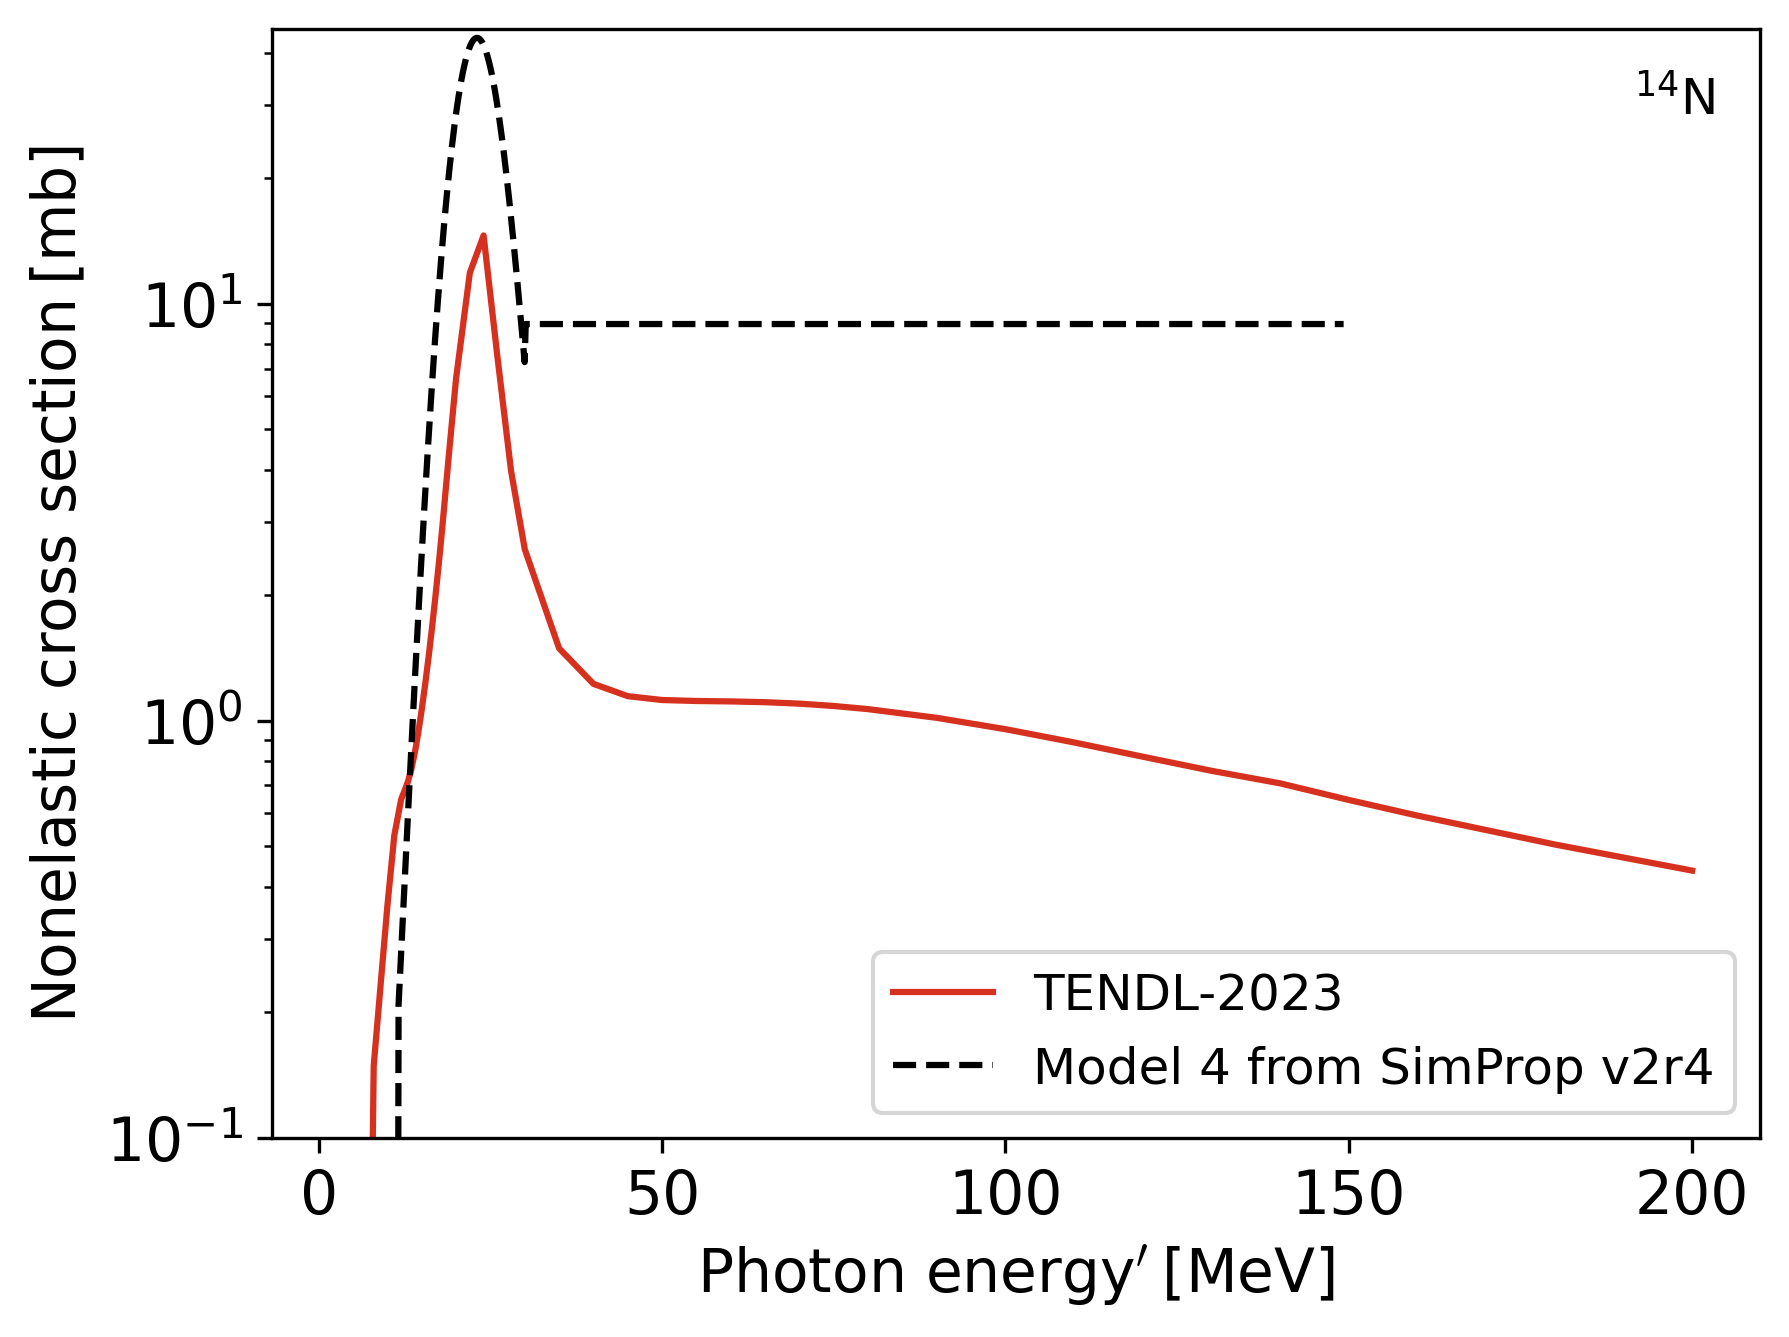 Nonelastic cross section [mb]
¹⁴N
10¹
10⁰
10⁻¹
TENDL-2023
Model 4 from SimProp v2r4
0 50 100 150 200
Photon energy′ [MeV]